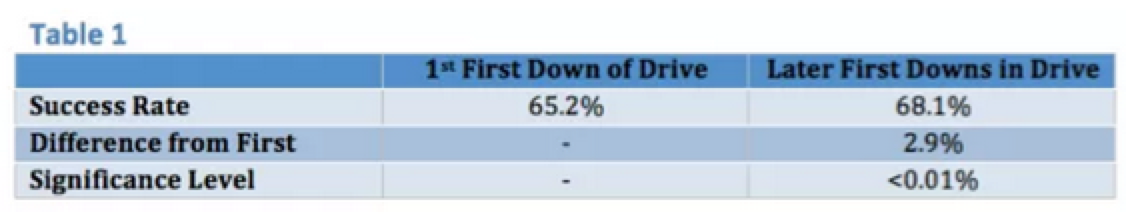 Table 1
1st First Down of Drive Later First Downs in Drive
Success Rate 65.2% 68.1%
Difference from First - 2.9%
Significance Level - <0.01%